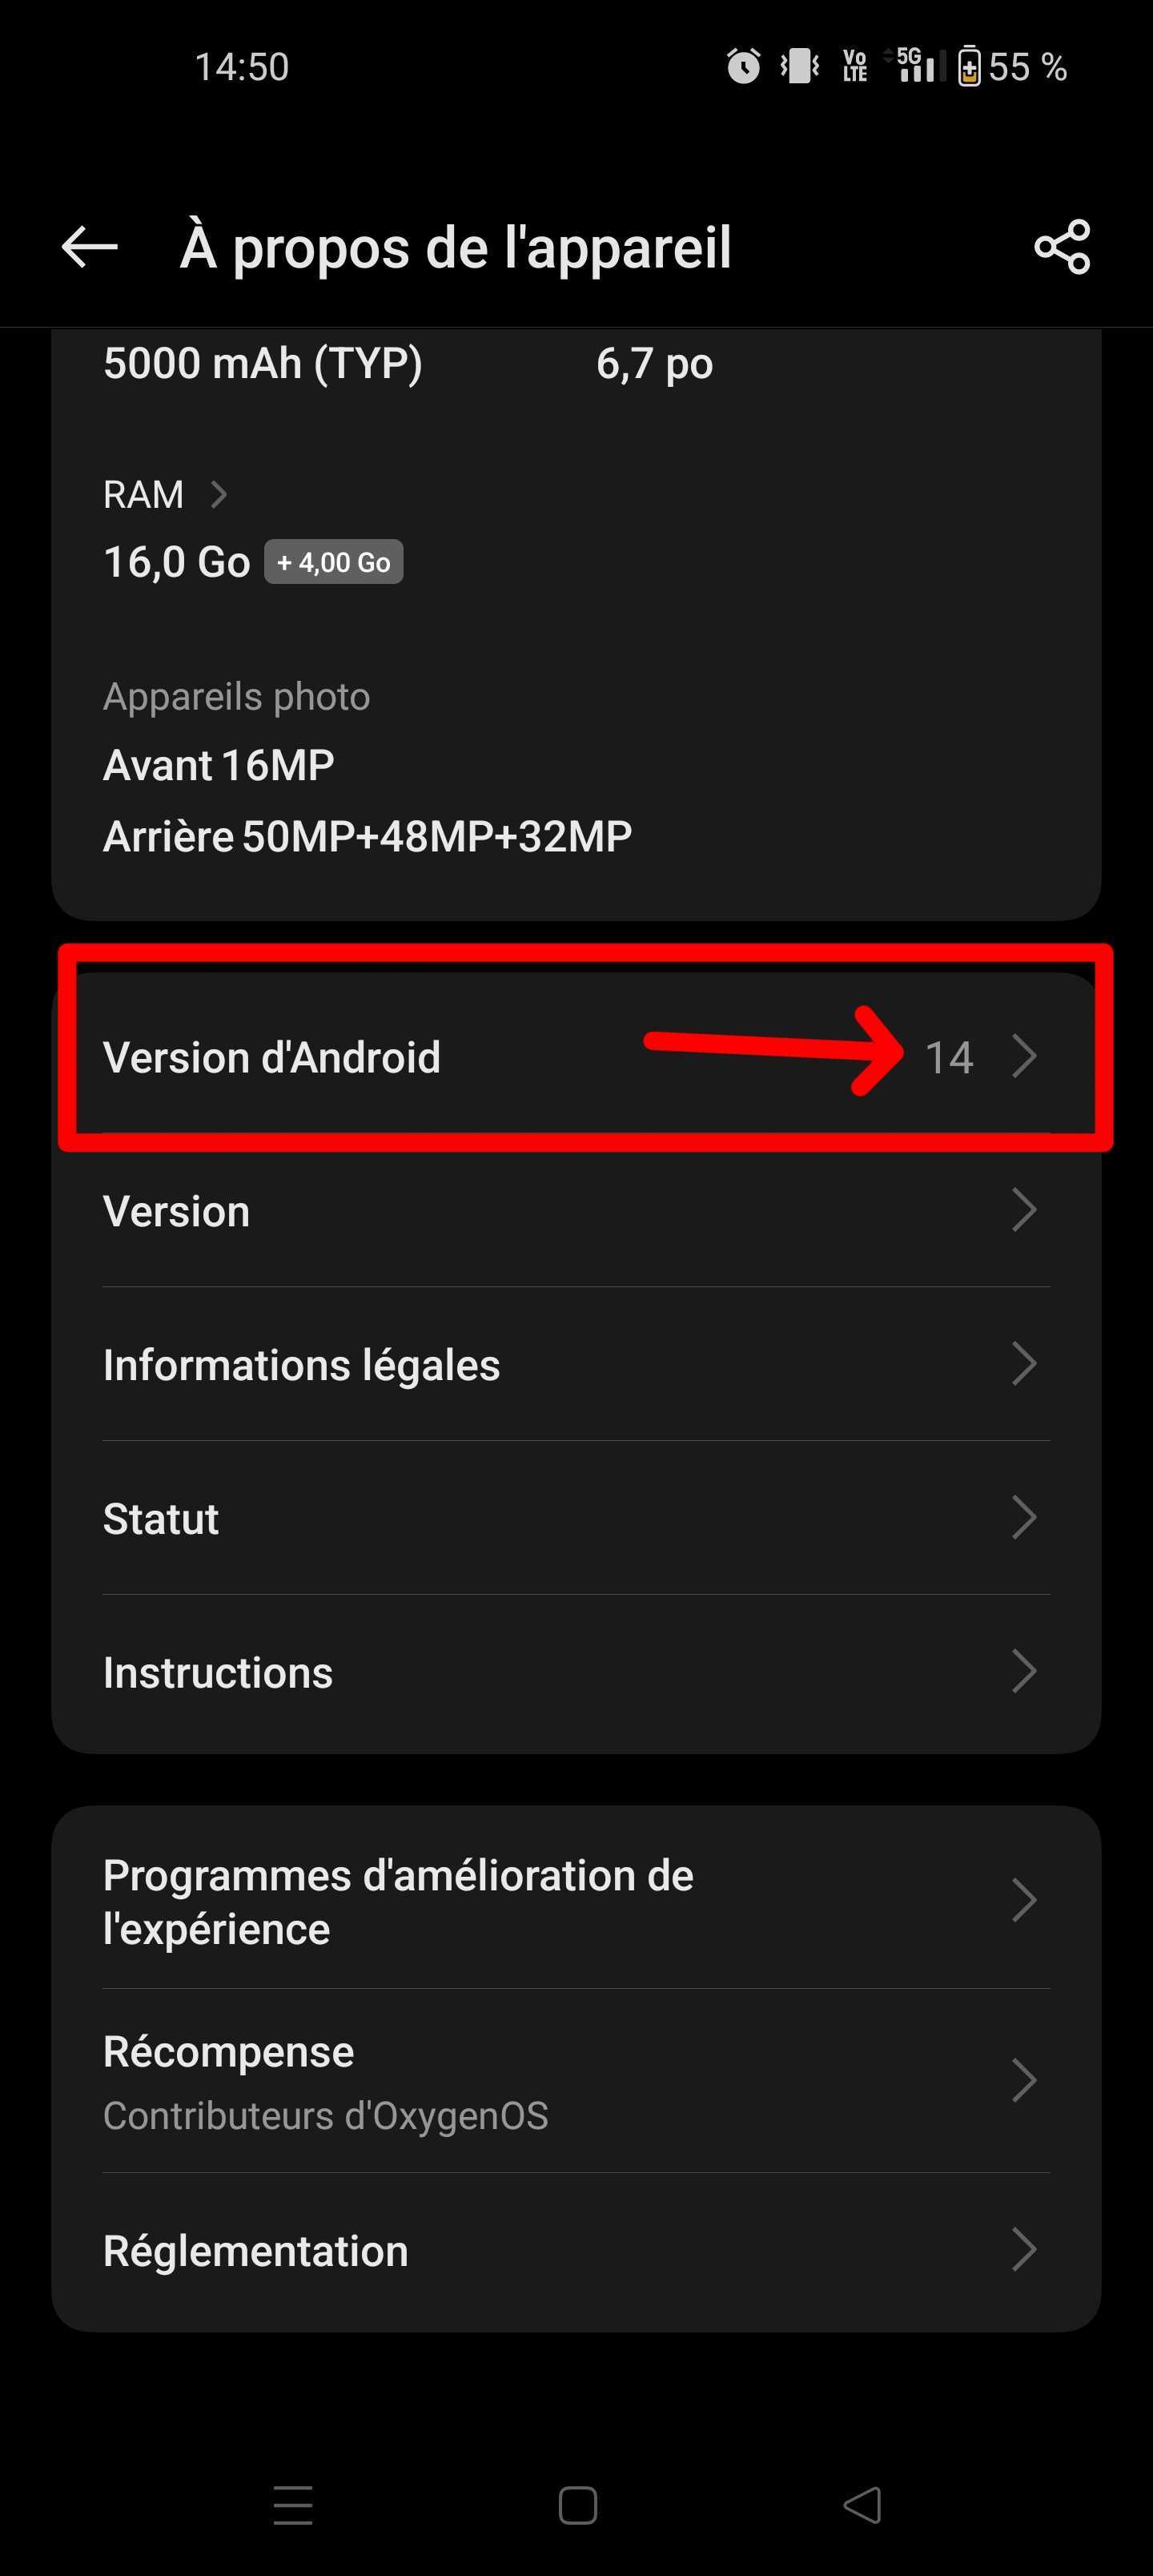 14:50
Vo LTE 5G 55 %
À propos de l'appareil
5000 mAh (TYP) 6,7 po
RAM
16,0 Go + 4,00 Go
Appareils photo
Avant 16MP
Arrière 50MP+48MP+32MP
Version d'Android 14
Version
Informations légales
Statut
Instructions
Programmes d'amélioration de
l'expérience
Récompense
Contributeurs d'OxygenOS
Réglementation